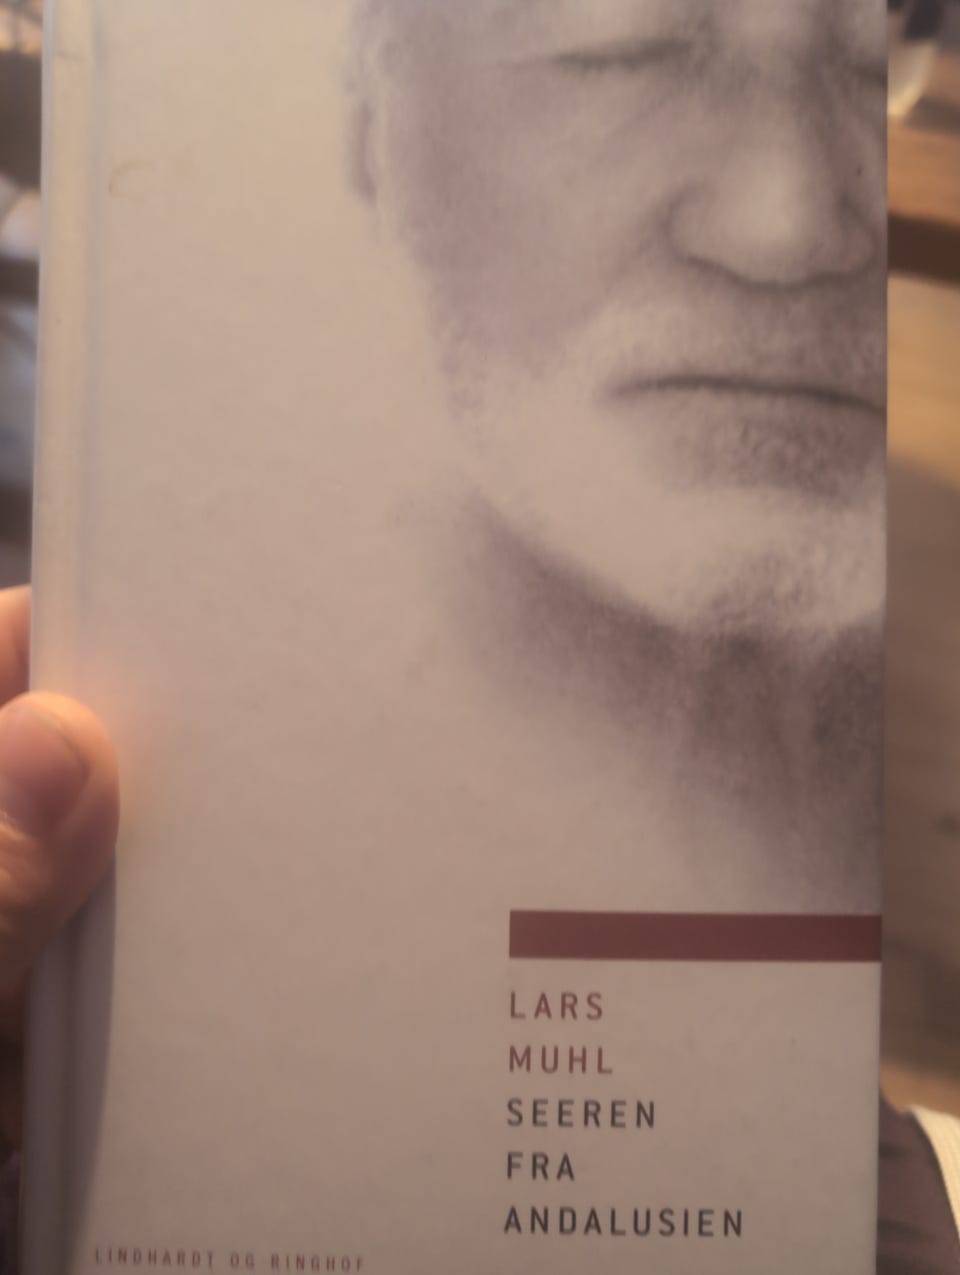 LARS
MUHL
SEEREN
FRA
ANDALUSIEN
LINDHARDT OG RINGHOF